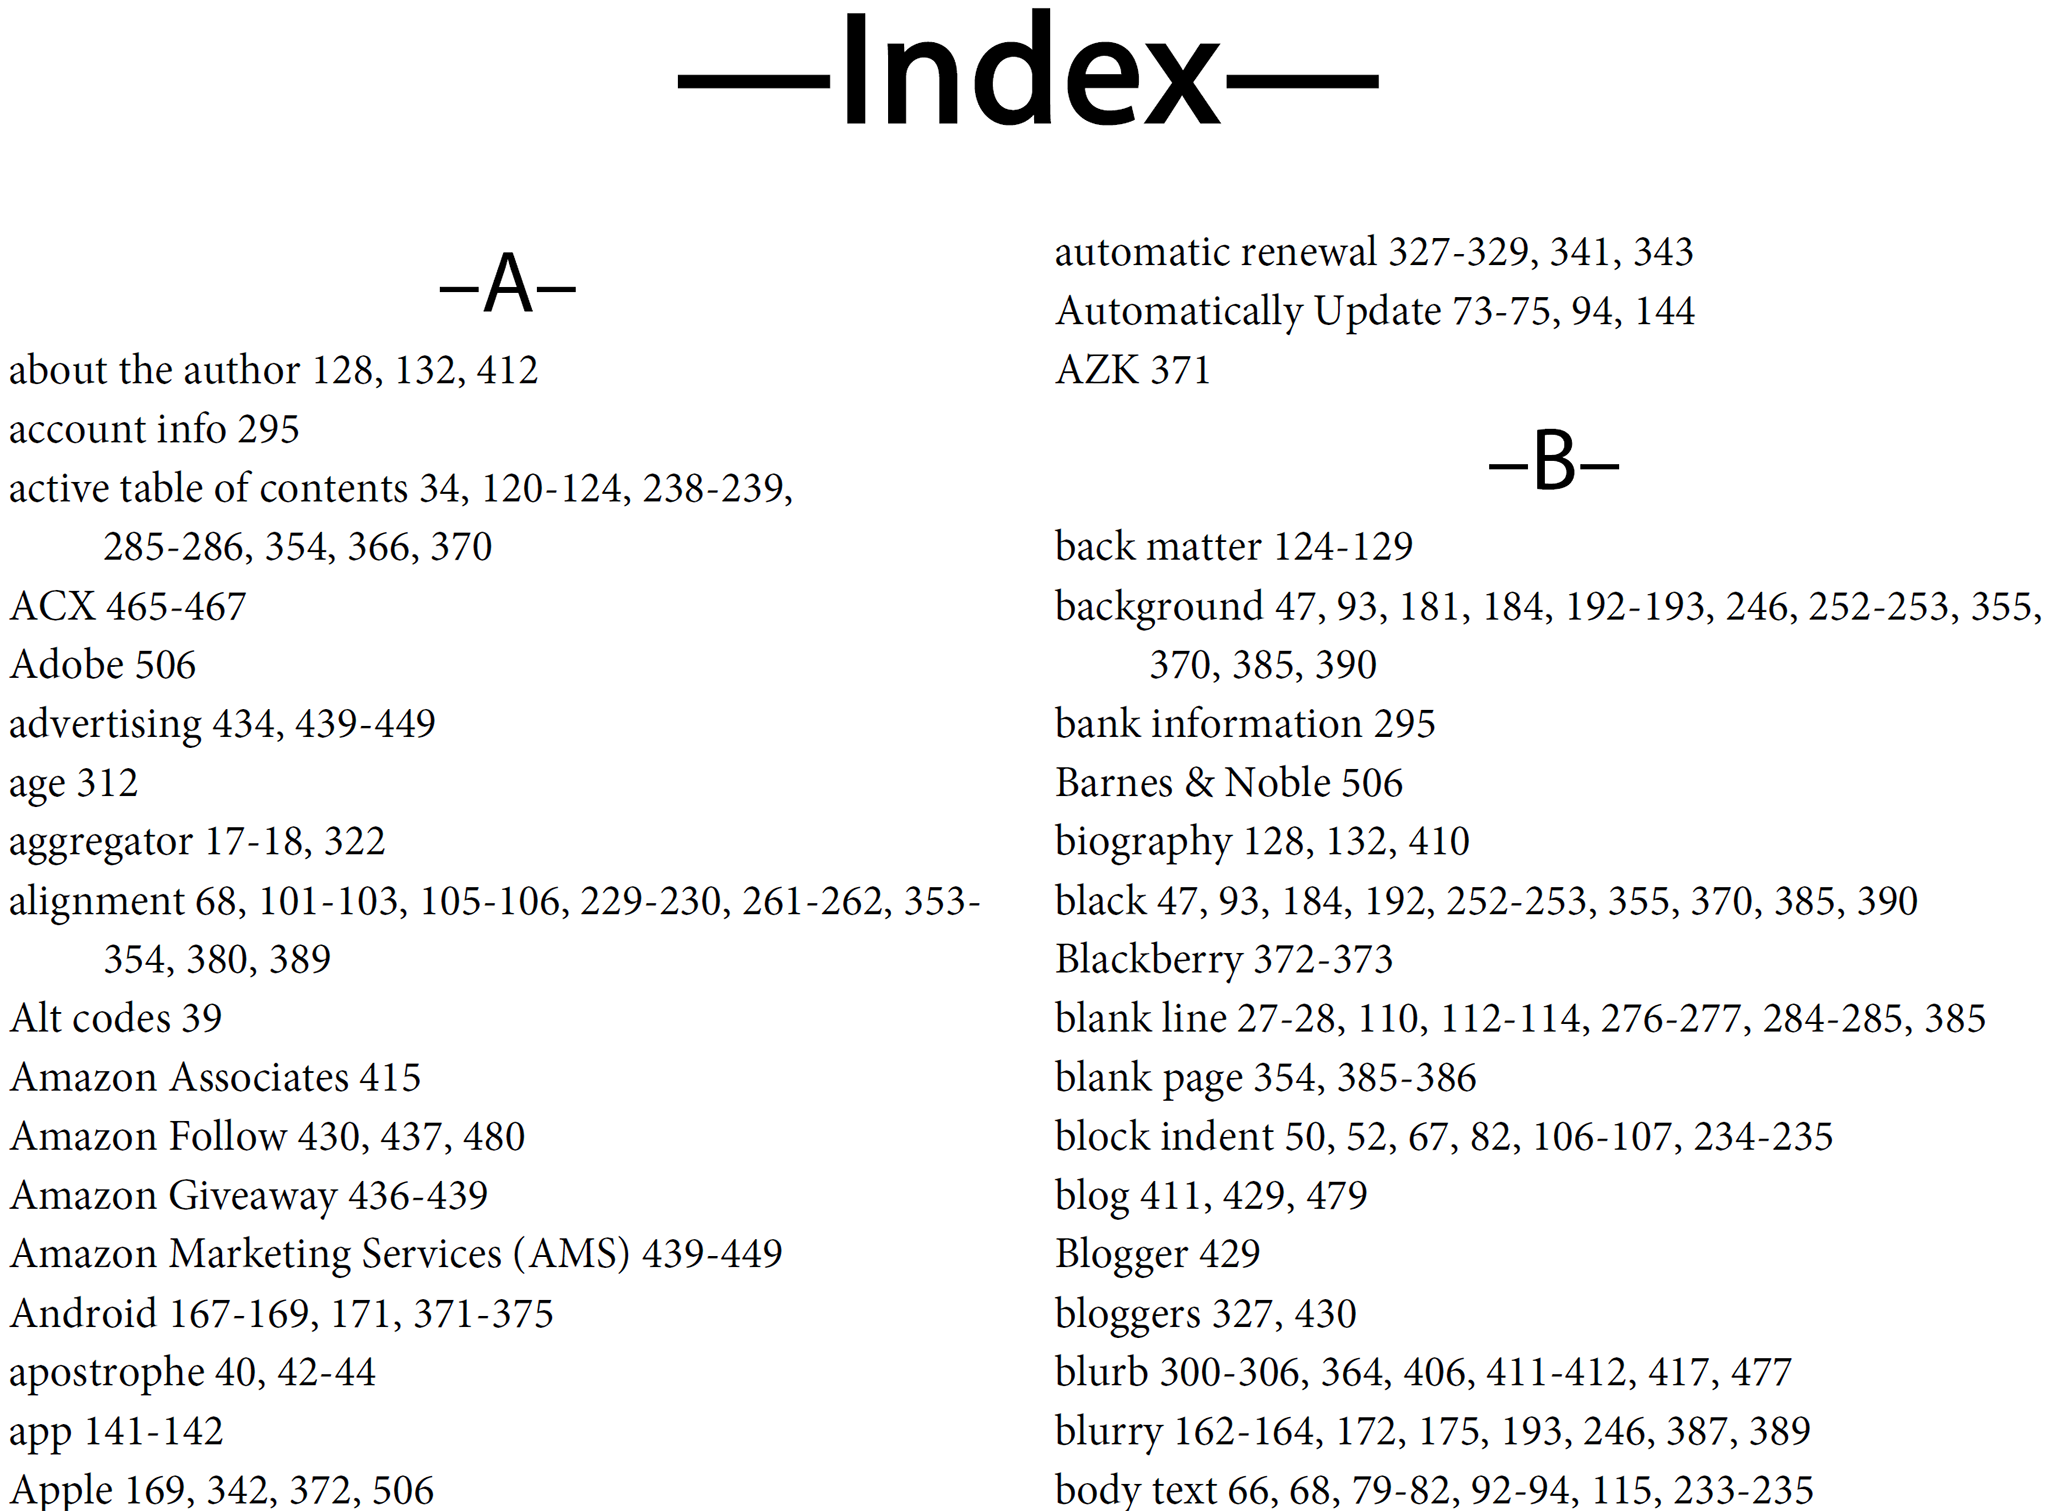 —Index—
–A–
about the author 128, 132, 412
account info 295
active table of contents 34, 120-124, 238-239,
285-286, 354, 366, 370
ACX 465-467
Adobe 506
advertising 434, 439-449
age 312
aggregator 17-18, 322
alignment 68, 101-103, 105-106, 229-230, 261-262, 353-
354, 380, 389
Alt codes 39
Amazon Associates 415
Amazon Follow 430, 437, 480
Amazon Giveaway 436-439
Amazon Marketing Services (AMS) 439-449
Android 167-169, 171, 371-375
apostrophe 40, 42-44
app 141-142
Apple 169, 342, 372, 506
automatic renewal 327-329, 341, 343
Automatically Update 73-75, 94, 144
AZK 371
–B–
back matter 124-129
background 47, 93, 181, 184, 192-193, 246, 252-253, 355,
370, 385, 390
bank information 295
Barnes & Noble 506
biography 128, 132, 410
black 47, 93, 184, 192, 252-253, 355, 370, 385, 390
Blackberry 372-373
blank line 27-28, 110, 112-114, 276-277, 284-285, 385
blank page 354, 385-386
block indent 50, 52, 67, 82, 106-107, 234-235
blog 411, 429, 479
Blogger 429
bloggers 327, 430
blurb 300-306, 364, 406, 411-412, 417, 477
blurry 162-164, 172, 175, 193, 246, 387, 389
body text 66, 68, 79-82, 92-94, 115, 233-235